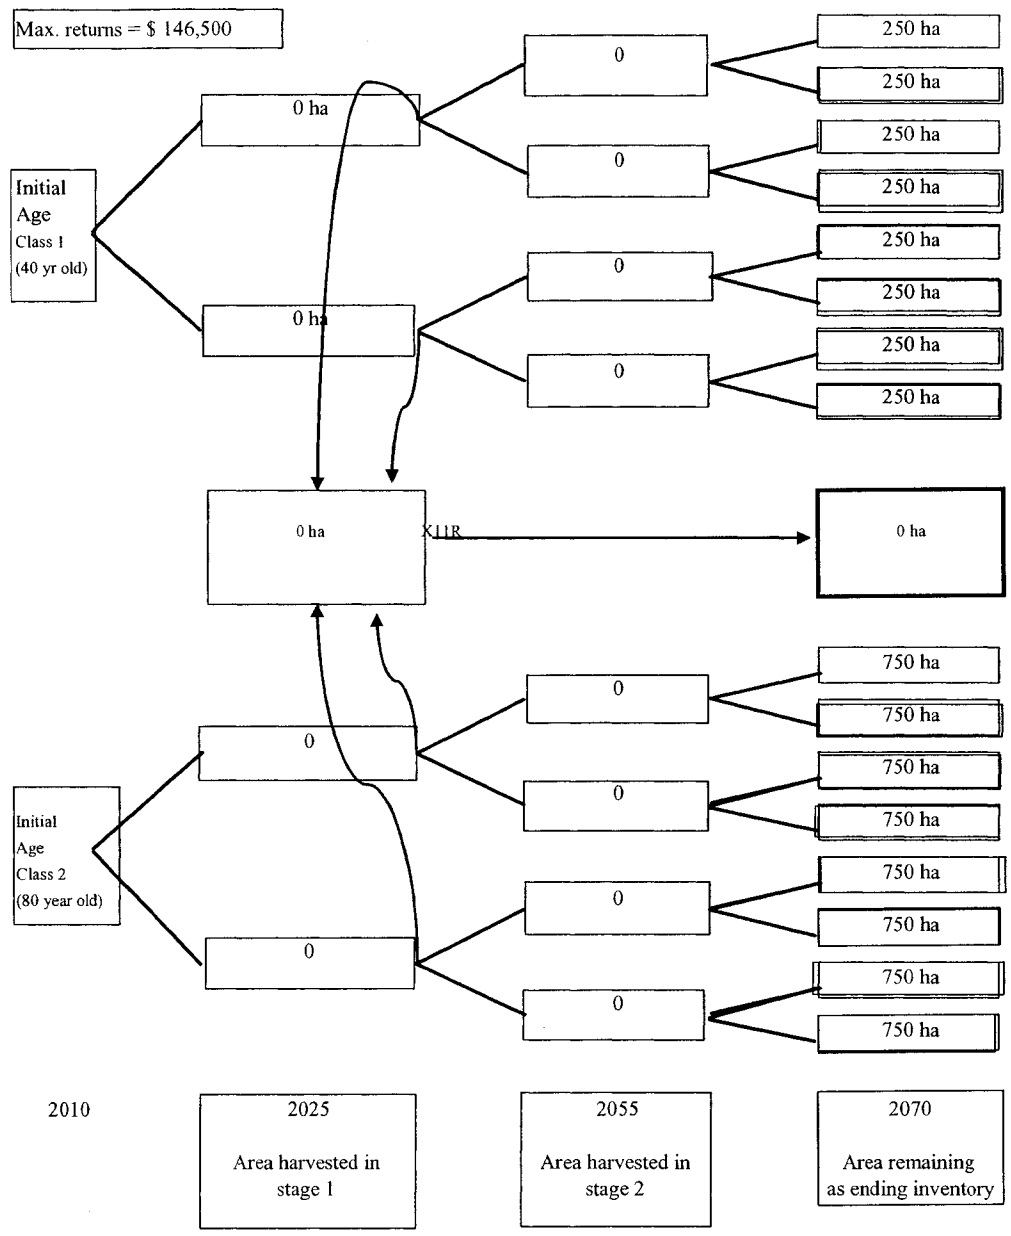 Max. returns = $ 146,500
250 ha
0
250 ha
0 ha
250 ha
0
250 ha
Initial
Age
Class 1
(40 yr old)
250 ha
0
250 ha
0 ha
250 ha
0
250 ha
0 ha
X11R
0 ha
750 ha
0
750 ha
0
750 ha
0
750 ha
Initial
Age
Class 2
(80 year old)
750 ha
0
750 ha
0
750 ha
0
750 ha
2010
2025
2055
2070
Area harvested in
stage 1
Area harvested in
stage 2
Area remaining
as ending inventory